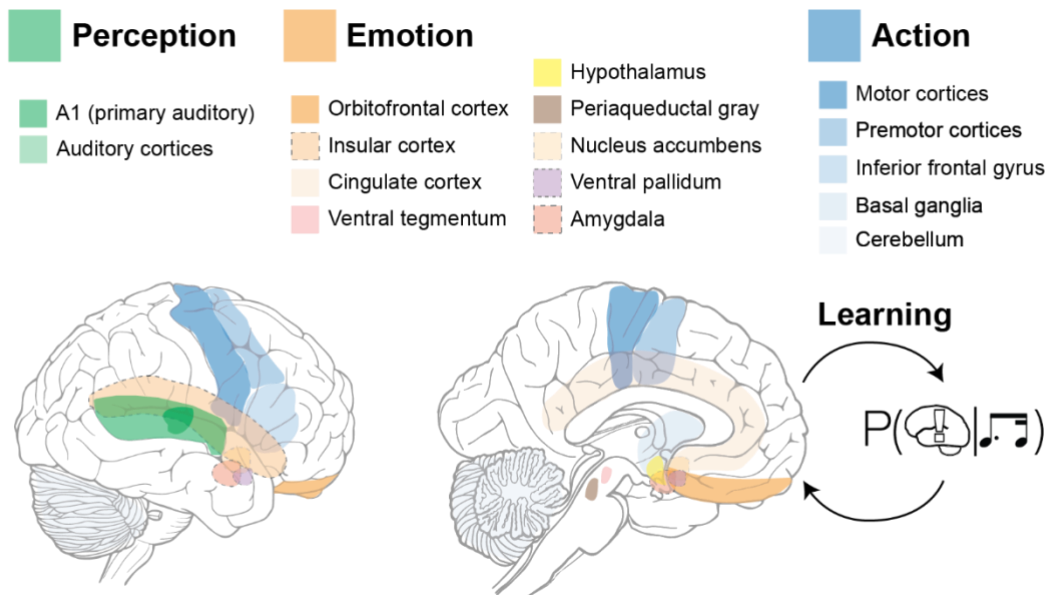 Perception
A1 (primary auditory)
Auditory cortices
Emotion
Orbitofrontal cortex
Insular cortex
Cingulate cortex
Ventral tegmentum
Hypothalamus
Periaqueductal gray
Nucleus accumbens
Ventral pallidum
Amygdala
Action
Motor cortices
Premotor cortices
Inferior frontal gyrus
Basal ganglia
Cerebellum
Learning
P( ! | )